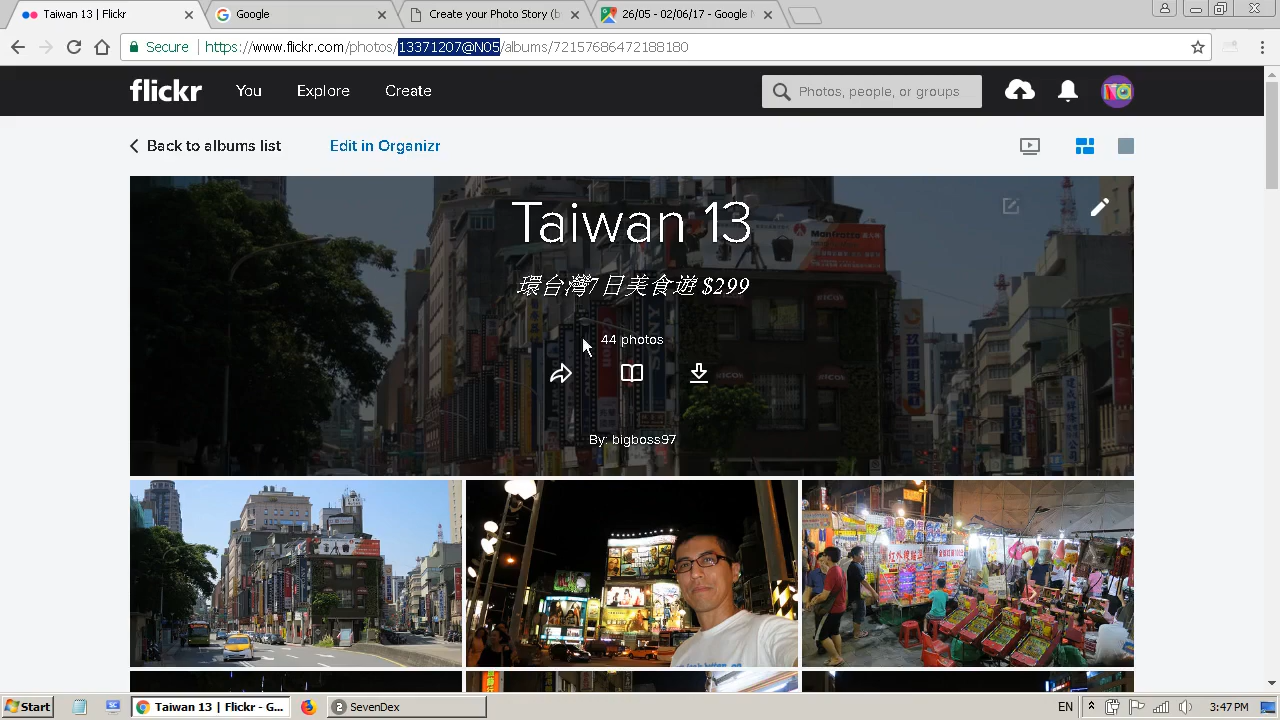 Taiwan 13 | Flickr
Google
Create your Photo Story (b
26/05 - 02/06/17 - Google M
Secure
https://www.flickr.com/photos/13371207@N05/albums/72157686472188180
flickr
You
Explore
Create
Photos, people, or groups
Back to albums list
Edit in Organizr
Taiwan 13
環台灣7日美食遊 $299
44 photos
By: bigboss97
Manfrotto
Start
Taiwan 13 | Flickr - G...
2
SevenDex
EN
3:47 PM